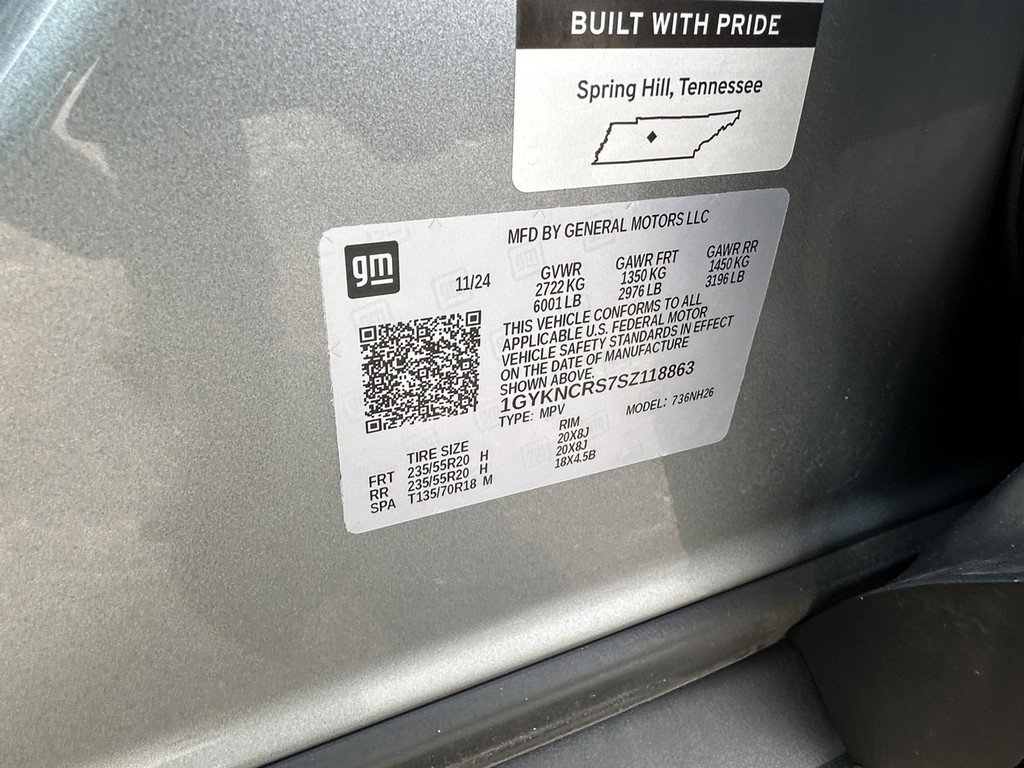 BUILT WITH PRIDE
Spring Hill, Tennessee
gm
MFD BY GENERAL MOTORS LLC
11/24
GVWR
2722 KG
6001 LB
GAWR FRT
1350 KG
2976 LB
GAWR RR
1450 KG
3196 LB
THIS VEHICLE CONFORMS TO ALL
APPLICABLE U.S. FEDERAL MOTOR
VEHICLE SAFETY STANDARDS IN EFFECT
ON THE DATE OF MANUFACTURE
SHOWN ABOVE.
1GYKNCRS7SZ118863
TYPE: MPV MODEL: 736NH26
TIRE SIZE RIM
FRT 235/55R20 H 20X8J
RR 235/55R20 H 20X8J
SPA T135/70R18 M 18X4.5B